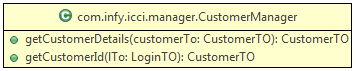 C com.infy.icci.manager.CustomerManager
getCustomerDetails(customerTo: CustomerTO): CustomerTO
getCustomerId(lTo: LoginTO): CustomerTO